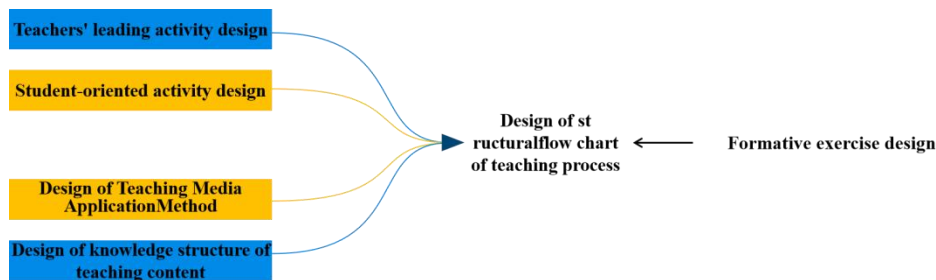 Teachers' leading activity design
Student-oriented activity design
Design of Teaching Media
ApplicationMethod
Design of knowledge structure of
teaching content
Design of st
ructuralflow chart
of teaching process
Formative exercise design